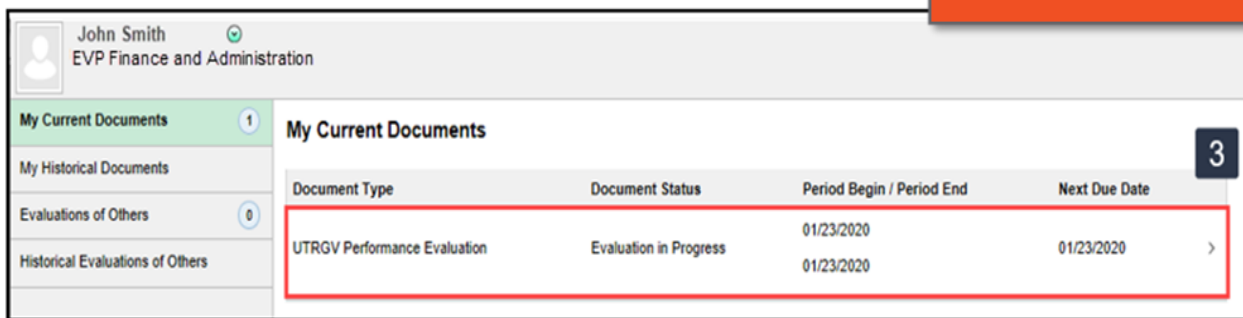 John Smith
EVP Finance and Administration
My Current Documents 1
My Historical Documents
Evaluations of Others 0
Historical Evaluations of Others
My Current Documents
3
Document Type Document Status Period Begin / Period End Next Due Date
01/23/2020
UTRGV Performance Evaluation Evaluation in Progress 01/23/2020
01/23/2020